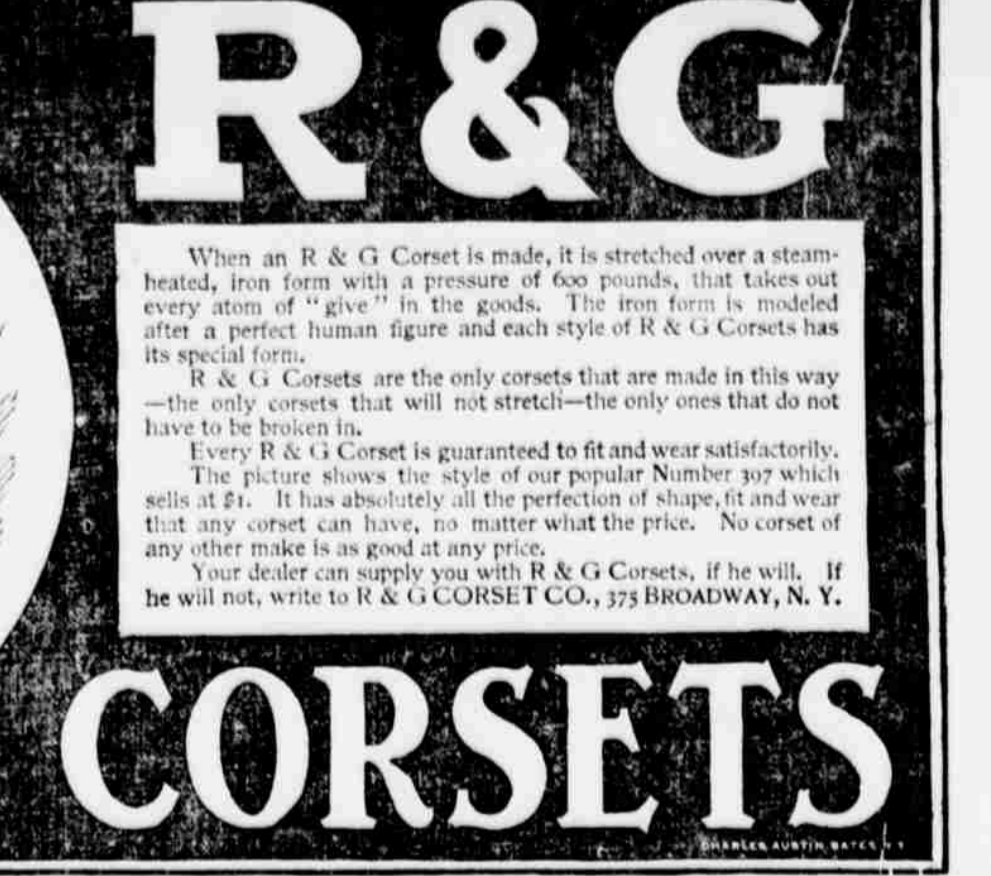 R & G
When an R & G Corset is made, it is stretched over a steam-
heated, iron form with a pressure of 600 pounds, that takes out
every atom of "give" in the goods. The iron form is modeled
after a perfect human figure and each style of R & G Corsets has
its special form.
R & G Corsets are the only corsets that are made in this way
—the only corsets that will not stretch—the only ones that do not
have to be broken in.
Every R & G Corset is guaranteed to fit and wear satisfactorily.
The picture shows the style of our popular Number 397 which
sells at $1. It has absolutely all the perfection of shape, fit and wear
that any corset can have, no matter what the price. No corset of
any other make is as good at any price.
Your dealer can supply you with R & G Corsets, if he will. If
he will not, write to R & G CORSET CO., 375 BROADWAY, N. Y.
CORSETS
CHARLES AUSTIN BATES N Y